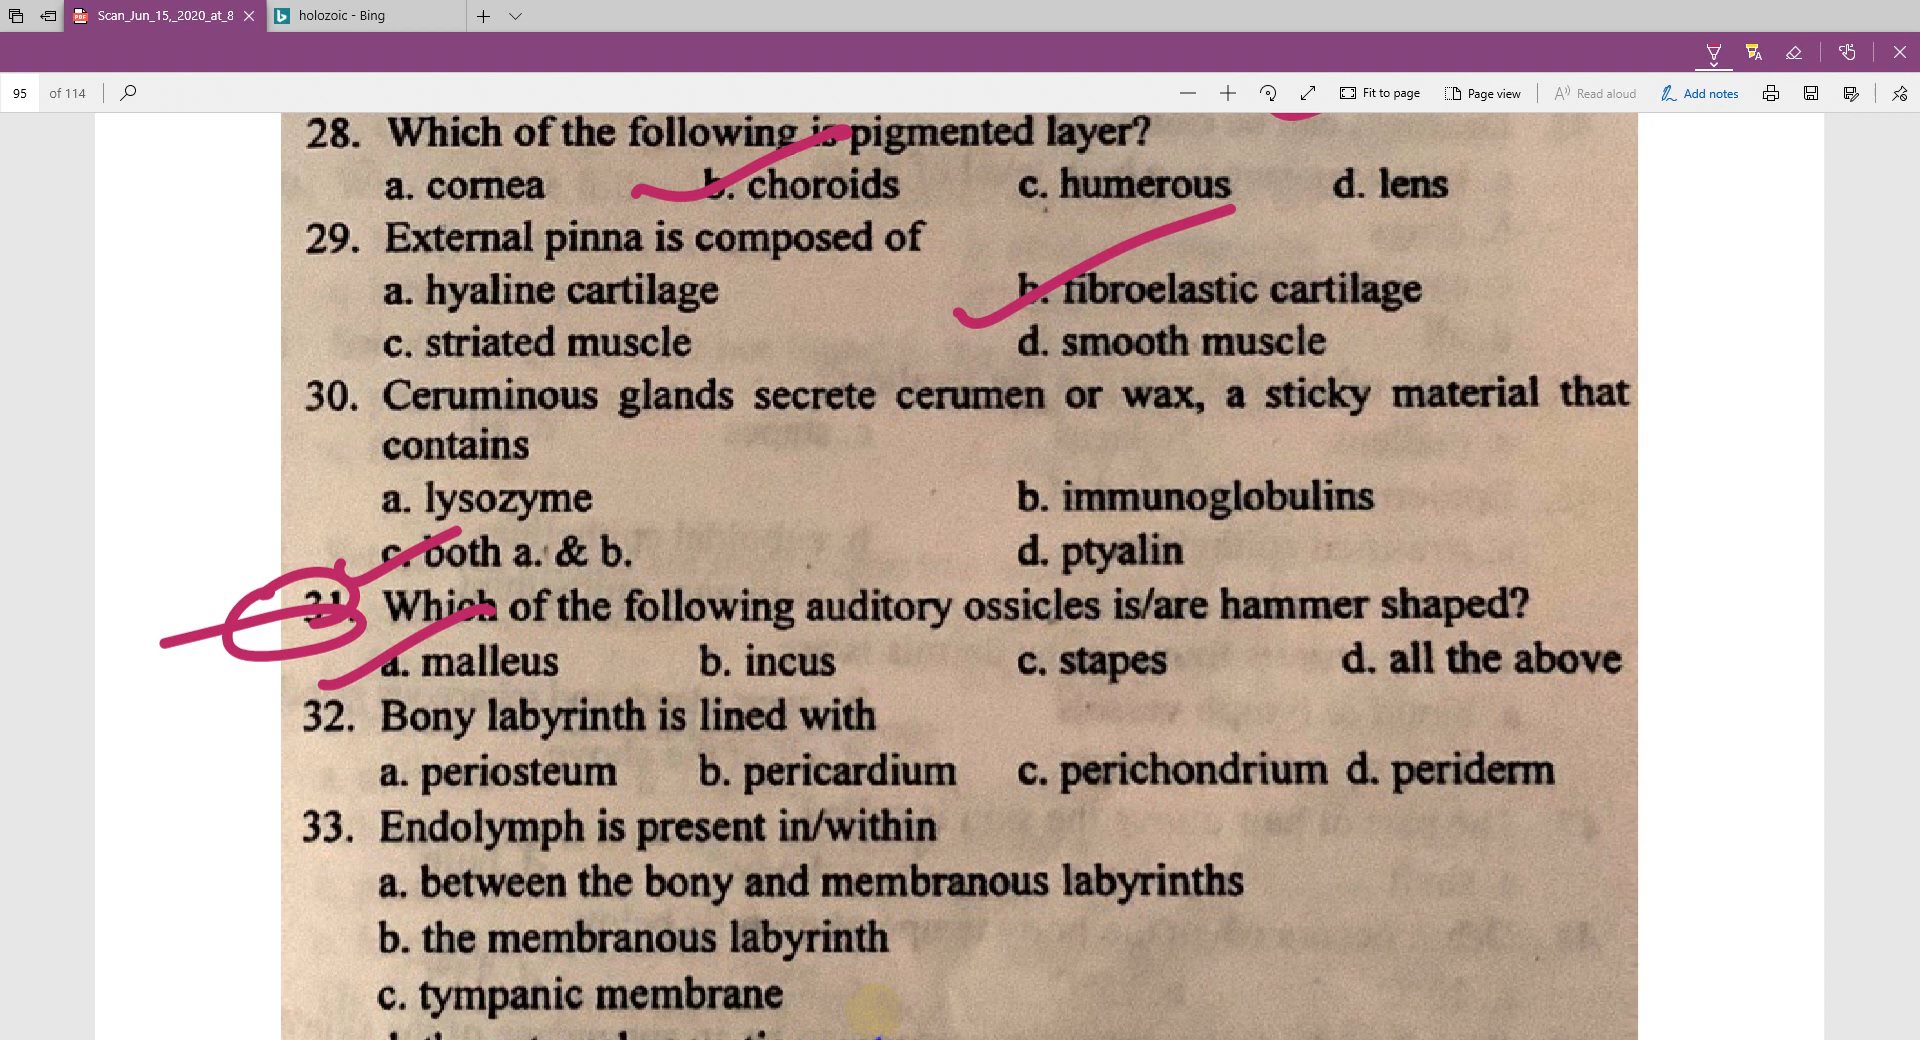 Scan_Jun_15,_2020_at_8
holozoic - Bing
95 of 114
Fit to page
Page view
Read aloud
Add notes
28. Which of the following is pigmented layer?
a. cornea b. choroids c. humerous d. lens
29. External pinna is composed of
a. hyaline cartilage b. fibroelastic cartilage
c. striated muscle d. smooth muscle
30. Ceruminous glands secrete cerumen or wax, a sticky material that
contains
a. lysozyme b. immunoglobulins
c. both a. & b. d. ptyalin
31. Which of the following auditory ossicles is/are hammer shaped?
a. malleus b. incus c. stapes d. all the above
32. Bony labyrinth is lined with
a. periosteum b. pericardium c. perichondrium d. periderm
33. Endolymph is present in/within
a. between the bony and membranous labyrinths
b. the membranous labyrinth
c. tympanic membrane